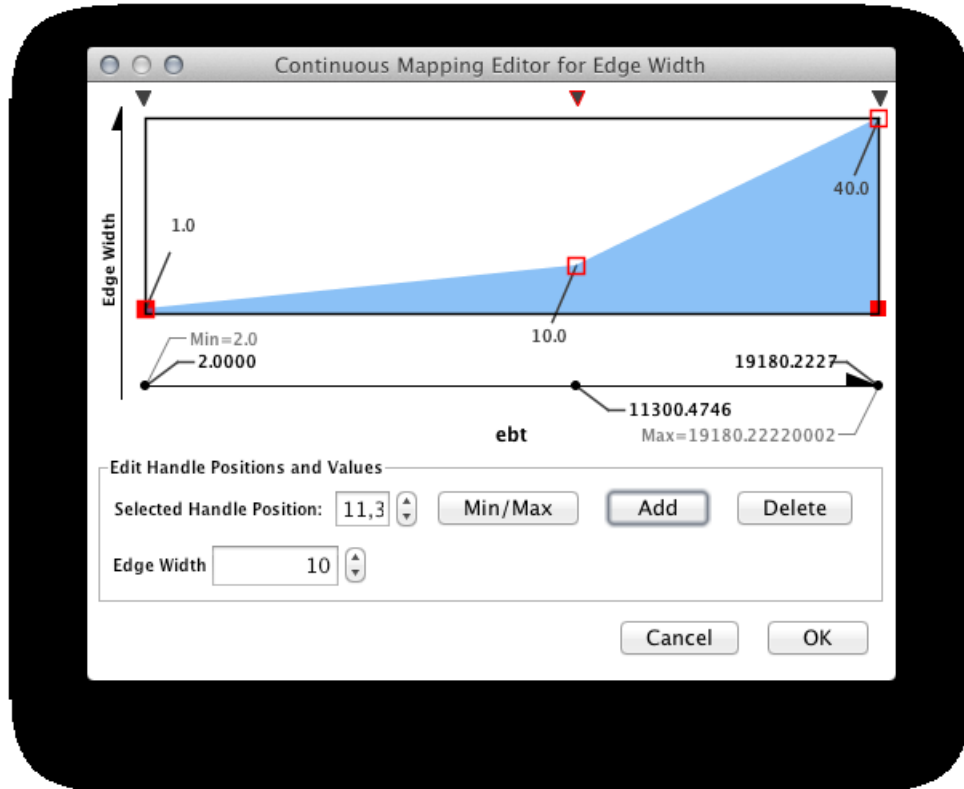 Continuous Mapping Editor for Edge Width
Edge Width
1.0
40.0
10.0
Min=2.0
2.0000
19180.2227
11300.4746
ebt
Max=19180.22220002
Edit Handle Positions and Values
Selected Handle Position: 11,3 Min/Max Add Delete
Edge Width 10
Cancel OK